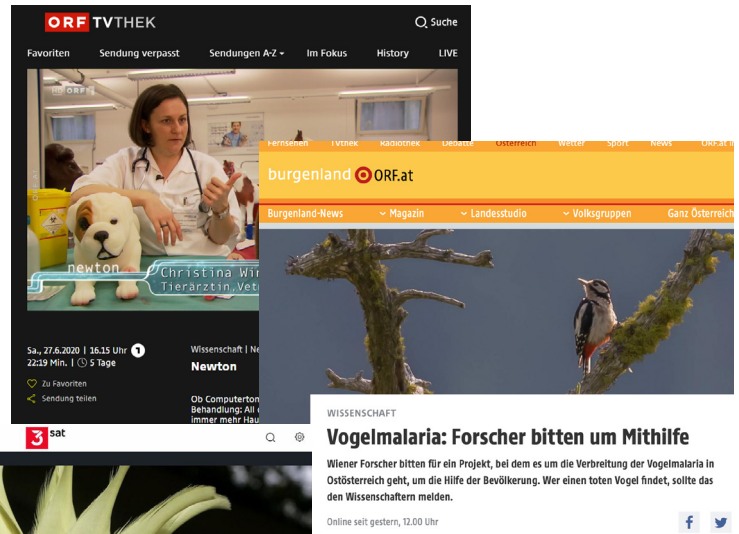 ORF TVTHEK
Suche
Favoriten Sendung verpasst Sendungen A-Z Im Fokus History LIVE
ORF
newton
Christina
Tierärztin,
Sa., 27.6.2020 | 16.15 Uhr 1
22:19 Min. | 5 Tage
Zu Favoriten
Sendung teilen
Wissenschaft |
Newton
Ob Computerton
Behandlung: All
immer mehr Hau
Fernsehen TVthek Radiothek Debatte Österreich Wetter Sport News ORF.at
burgenland ORF.at
Burgenland-News Magazin Landesstudio Volksgruppen Ganz Österreich
3sat
WISSENSCHAFT
Vogelmalaria: Forscher bitten um Mithilfe
Wiener Forscher bitten für ein Projekt, bei dem es um die Verbreitung der Vogelmalaria in
Ostösterreich geht, um die Hilfe der Bevölkerung. Wer einen toten Vogel findet, sollte das
den Wissenschaftern melden.
Online seit gestern, 12.00 Uhr